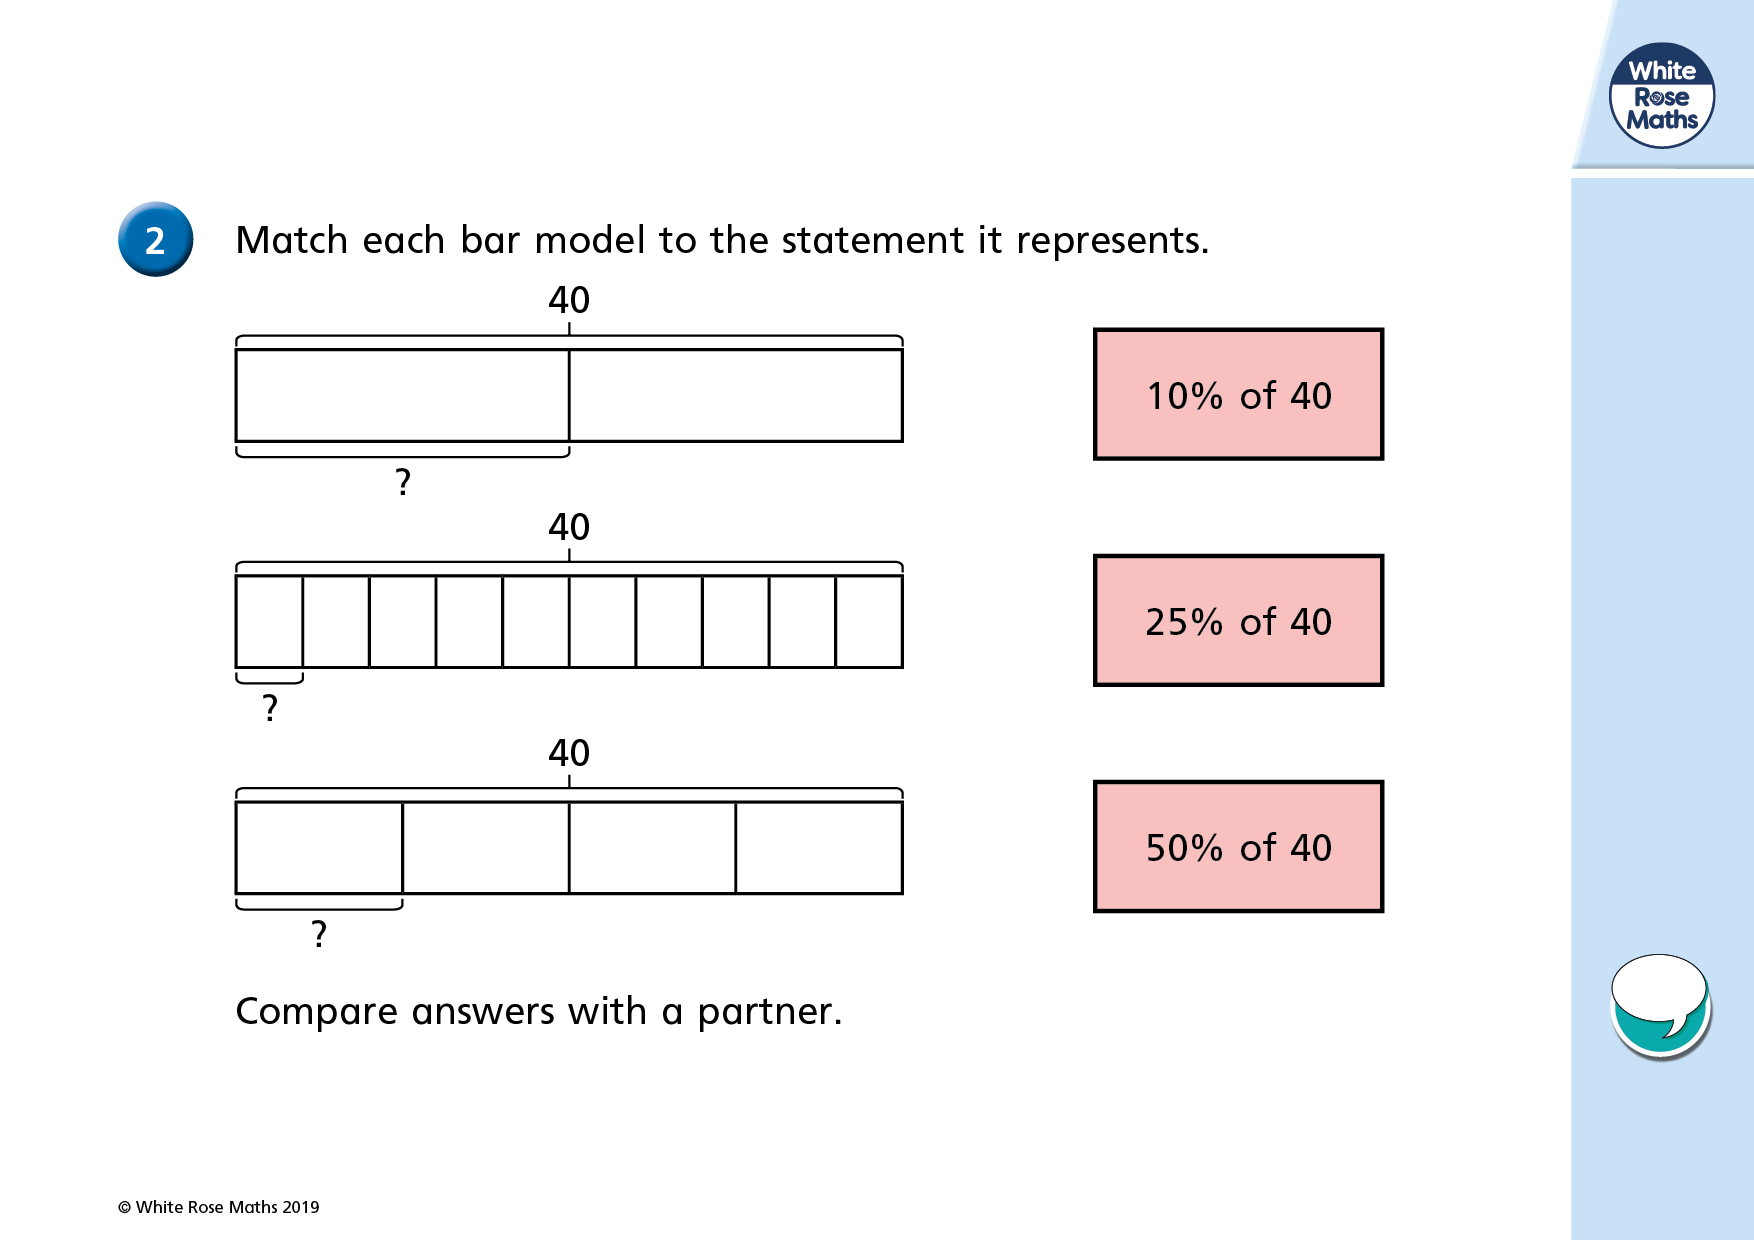 White
Rose
Maths
2 Match each bar model to the statement it represents.
40
?
10% of 40
40
?
25% of 40
40
?
50% of 40
Compare answers with a partner.
© White Rose Maths 2019